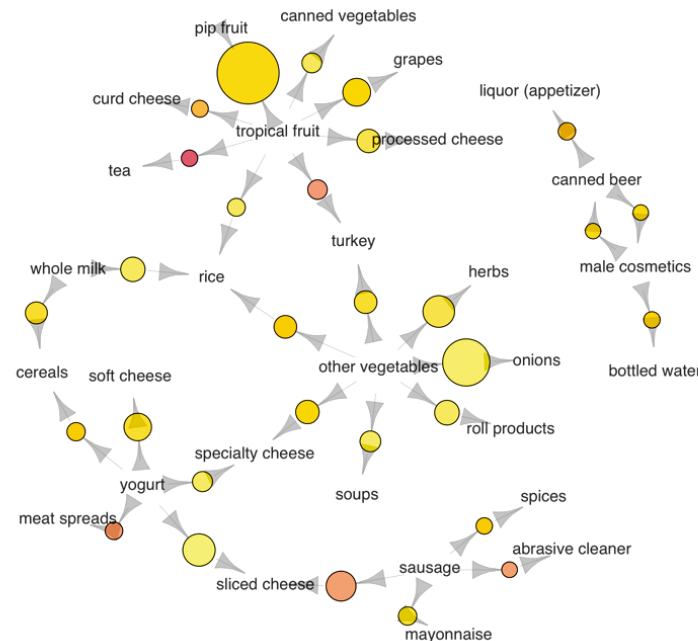 pip fruit
canned vegetables
grapes
curd cheese
tropical fruit
processed cheese
tea
liquor (appetizer)
canned beer
turkey
whole milk
rice
herbs
male cosmetics
cereals
soft cheese
other vegetables
onions
bottled water
roll products
specialty cheese
yogurt
soups
meat spreads
spices
sliced cheese
sausage
abrasive cleaner
mayonnaise